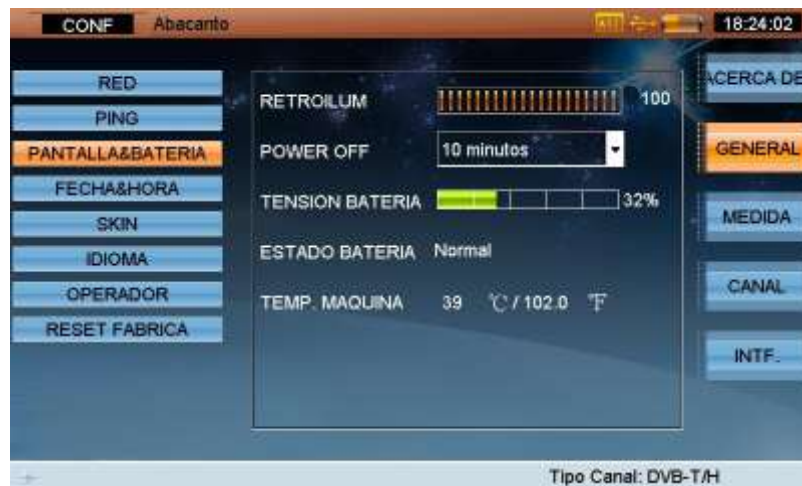 CONF Abacanto 18:24:02
RED
PING
PANTALLA&BATERIA
FECHA&HORA
SKIN
IDIOMA
OPERADOR
RESET FABRICA
RETROILUM 100
POWER OFF 10 minutos
TENSION BATERIA 32%
ESTADO BATERIA Normal
TEMP. MAQUINA 39 ℃ / 102.0 ℉
ACERCA DE
GENERAL
MEDIDA
CANAL
INTF.
Tipo Canal: DVB-T/H